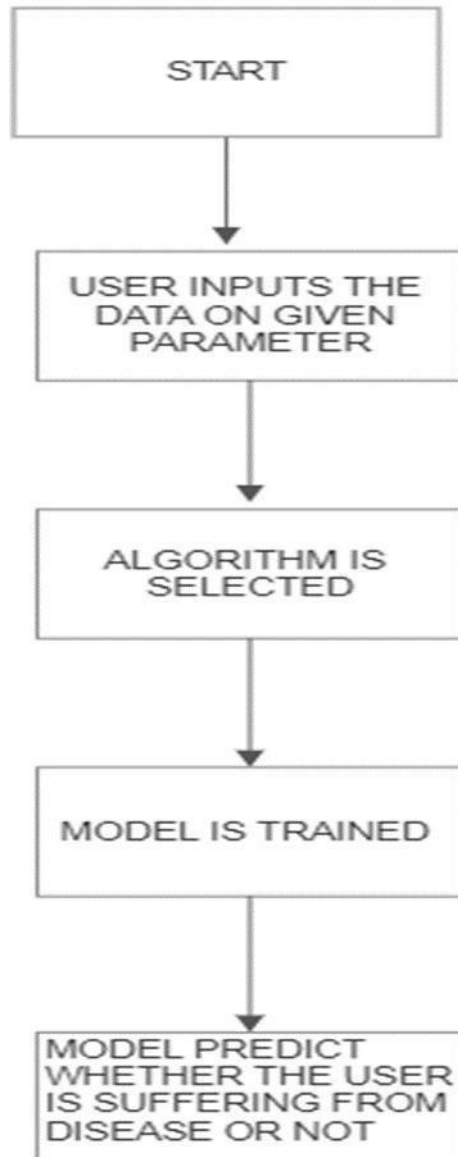 START
USER INPUTS THE
DATA ON GIVEN
PARAMETER
ALGORITHM IS
SELECTED
MODEL IS TRAINED
MODEL PREDICT
WHETHER THE USER
IS SUFFERING FROM
DISEASE OR NOT